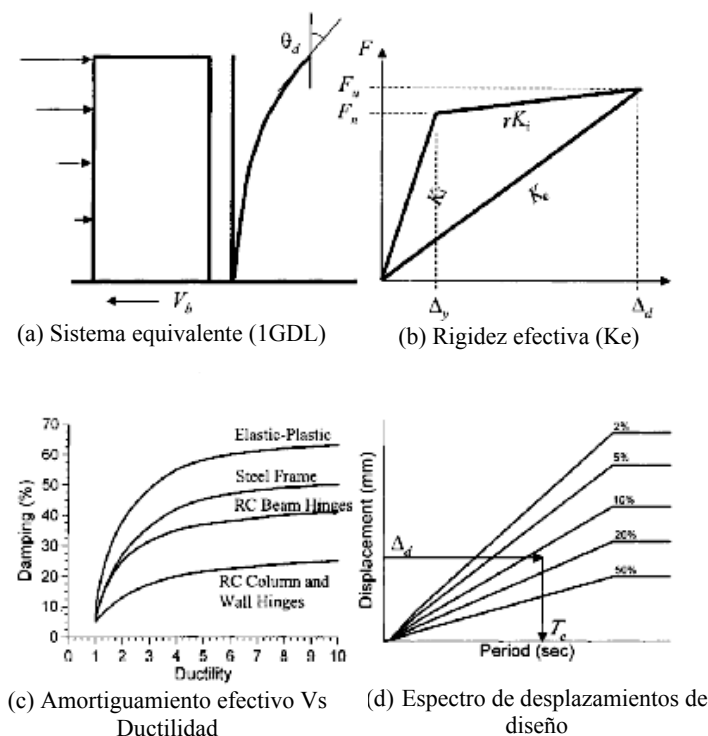 θd
Vb
(a) Sistema equivalente (1GDL)
F
Fu
Fn
rKi
Ki
Ke
Δy
Δd
(b) Rigidez efectiva (Ke)
70
60
50
40
30
20
10
0
Damping (%)
Elastic-Plastic
Steel Frame
RC Beam Hinges
RC Column and
Wall Hinges
0 1 2 3 4 5 6 7 8 9 10
Ductility
(c) Amortiguamiento efectivo Vs
Ductilidad
Displacement (mm)
2%
5%
10%
20%
50%
Δd
Te
Period (sec)
(d) Espectro de desplazamientos de
diseño